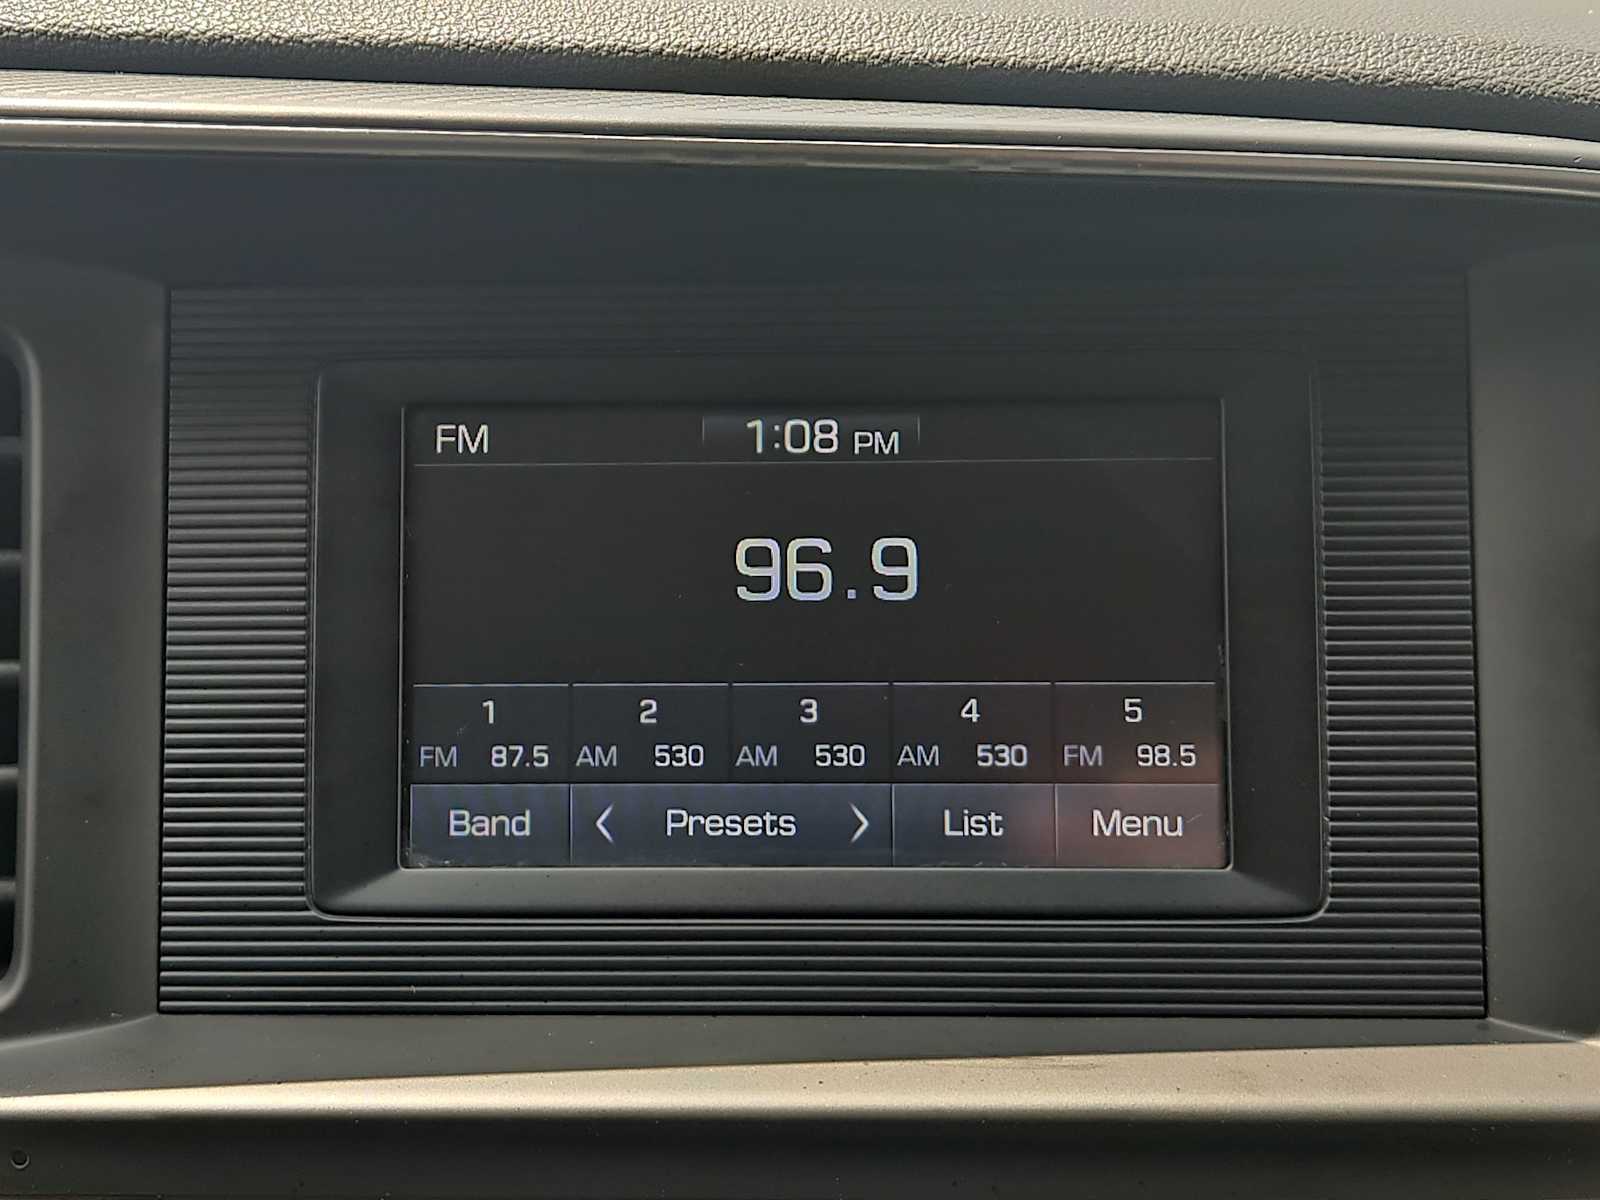 FM 1:08 PM
96.9
1 2 3 4 5
FM 87.5 AM 530 AM 530 AM 530 FM 98.5
Band < Presets > List Menu